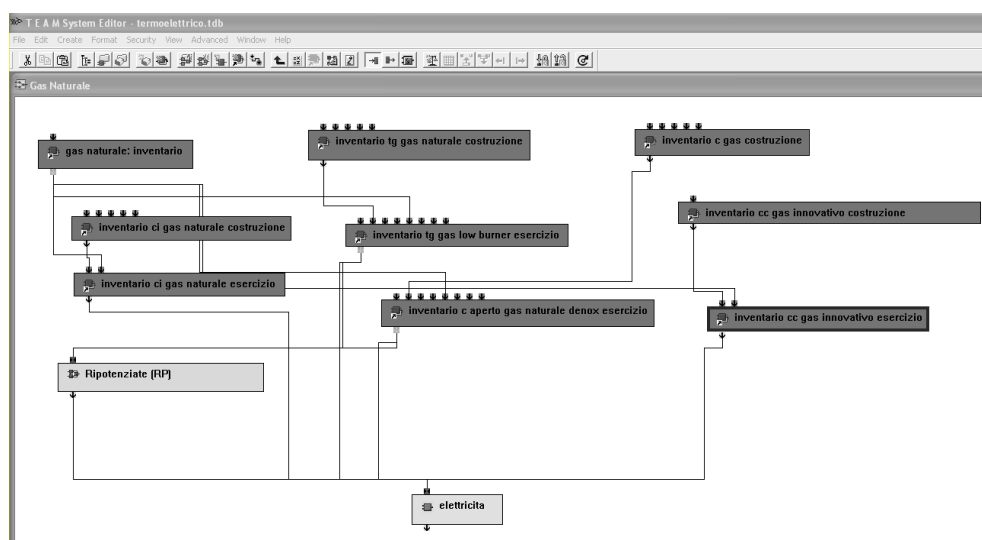 T E A M System Editor - termoelettrico.tdb
File Edit Create Format Security View Advanced Window Help
Gas Naturale
gas naturale: inventario
inventario tg gas naturale costruzione
inventario c gas costruzione
inventario ci gas naturale costruzione
inventario tg gas low burner esercizio
inventario cc gas innovativo costruzione
inventario ci gas naturale esercizio
inventario c aperto gas naturale denox esercizio
inventario cc gas innovativo esercizio
Ripotenziate (RP)
elettricita